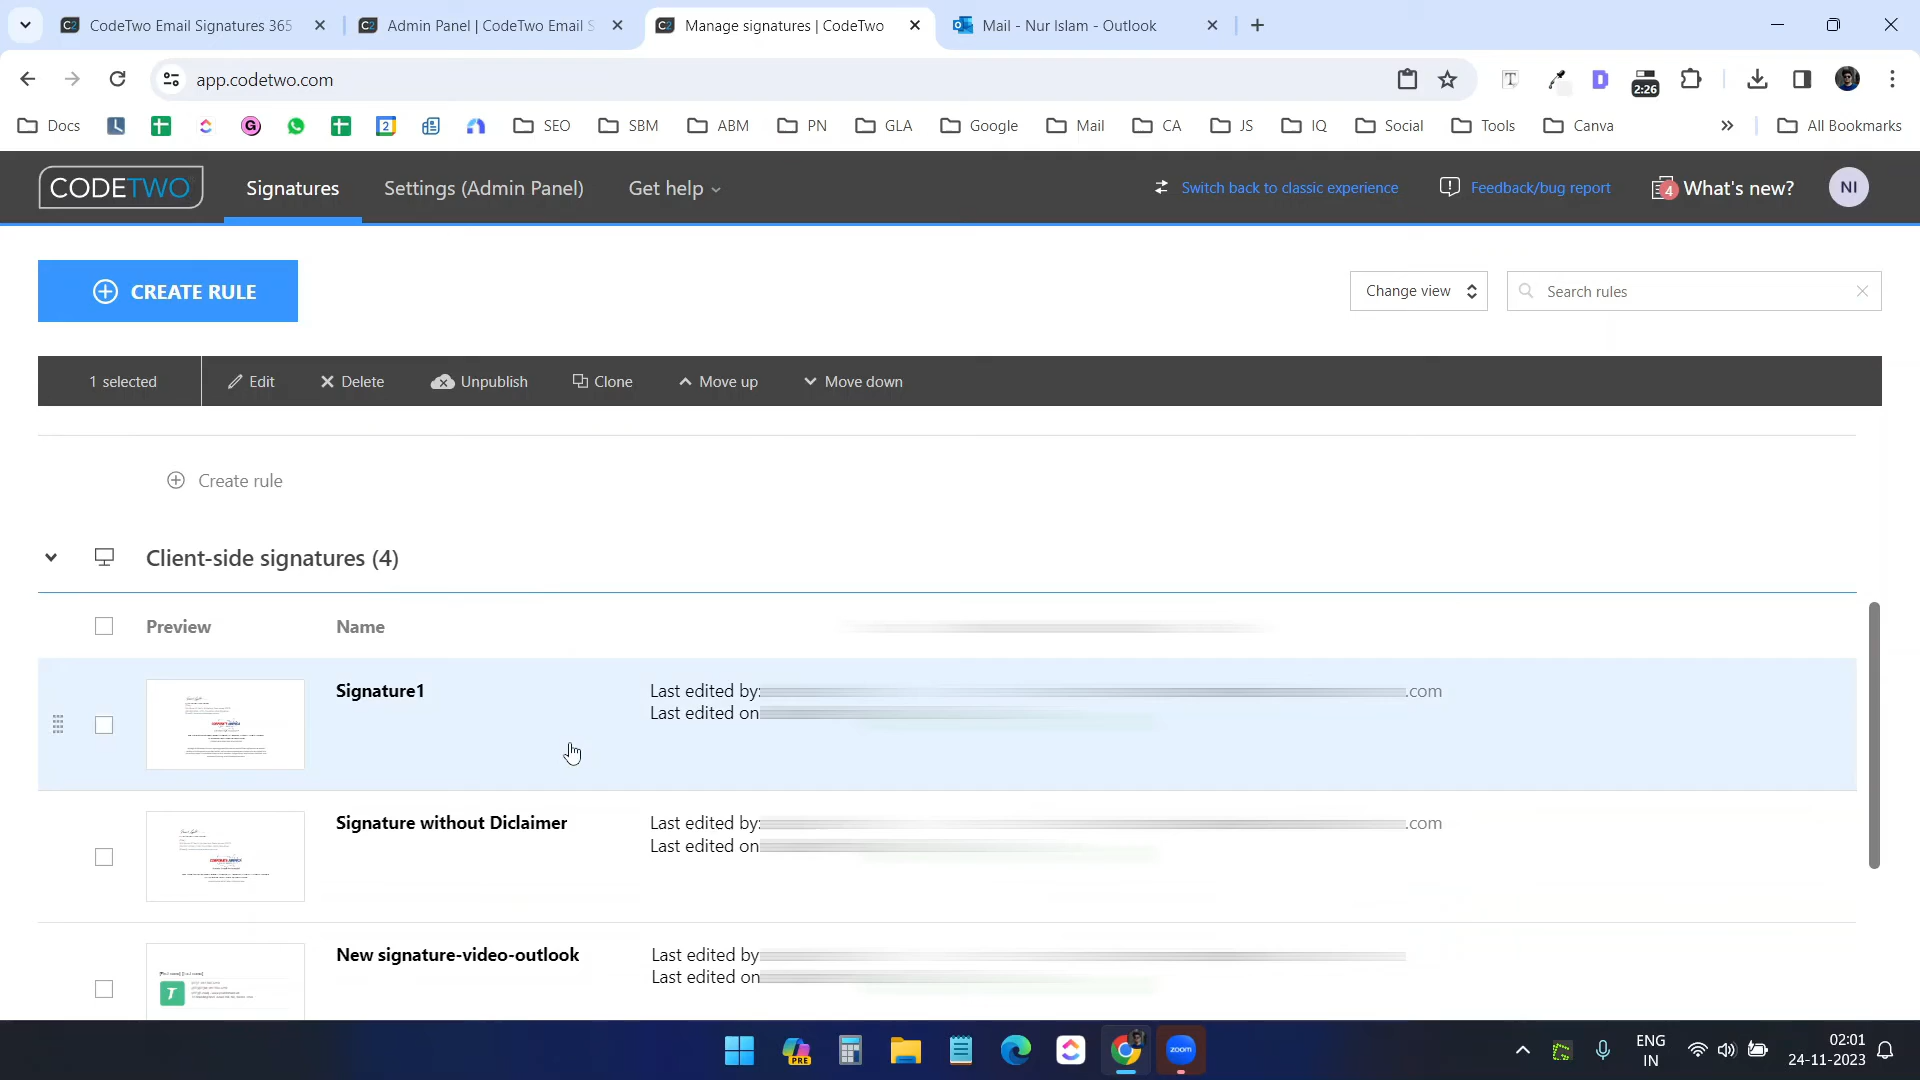 CodeTwo Email Signatures 365
Admin Panel | CodeTwo Email S
Manage signatures | CodeTwo
Mail - Nur Islam - Outlook
app.codetwo.com
2:26
Docs
SEO
SBM
ABM
PN
GLA
Google
Mail
CA
JS
IQ
Social
Tools
Canva
All Bookmarks
CODETWO
Signatures
Settings (Admin Panel)
Get help
Switch back to classic experience
Feedback/bug report
4
What's new?
NI
CREATE RULE
Change view
Search rules
1 selected
Edit
Delete
Unpublish
Clone
Move up
Move down
Create rule
Client-side signatures (4)
Preview
Name
Signature1
Last edited by: .com
Last edited on
Signature without Diclaimer
Last edited by: .com
Last edited on
New signature-video-outlook
Last edited by
Last edited on
PRE
zoom
ENG
IN
02:01
24-11-2023